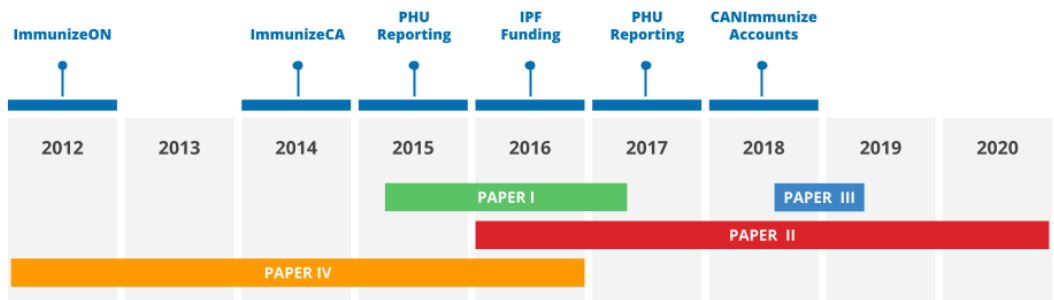 ImmunizeON
ImmunizeCA
PHU
Reporting
IPF
Funding
PHU
Reporting
CANImmunize
Accounts
2012
2013
2014
2015
2016
2017
2018
2019
2020
PAPER I
PAPER III
PAPER II
PAPER IV